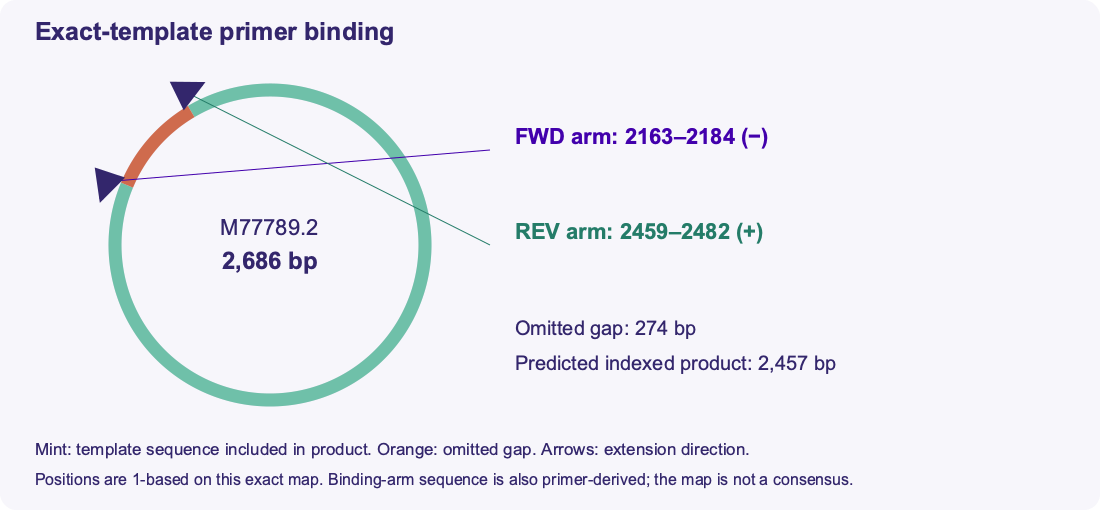 Exact-template primer binding
FWD arm: 2163–2184 (−)
M77789.2
2,686 bp
REV arm: 2459–2482 (+)
Omitted gap: 274 bp
Predicted indexed product: 2,457 bp
Mint: template sequence included in product. Orange: omitted gap. Arrows: extension direction.
Positions are 1-based on this exact map. Binding-arm sequence is also primer-derived; the map is not a consensus.